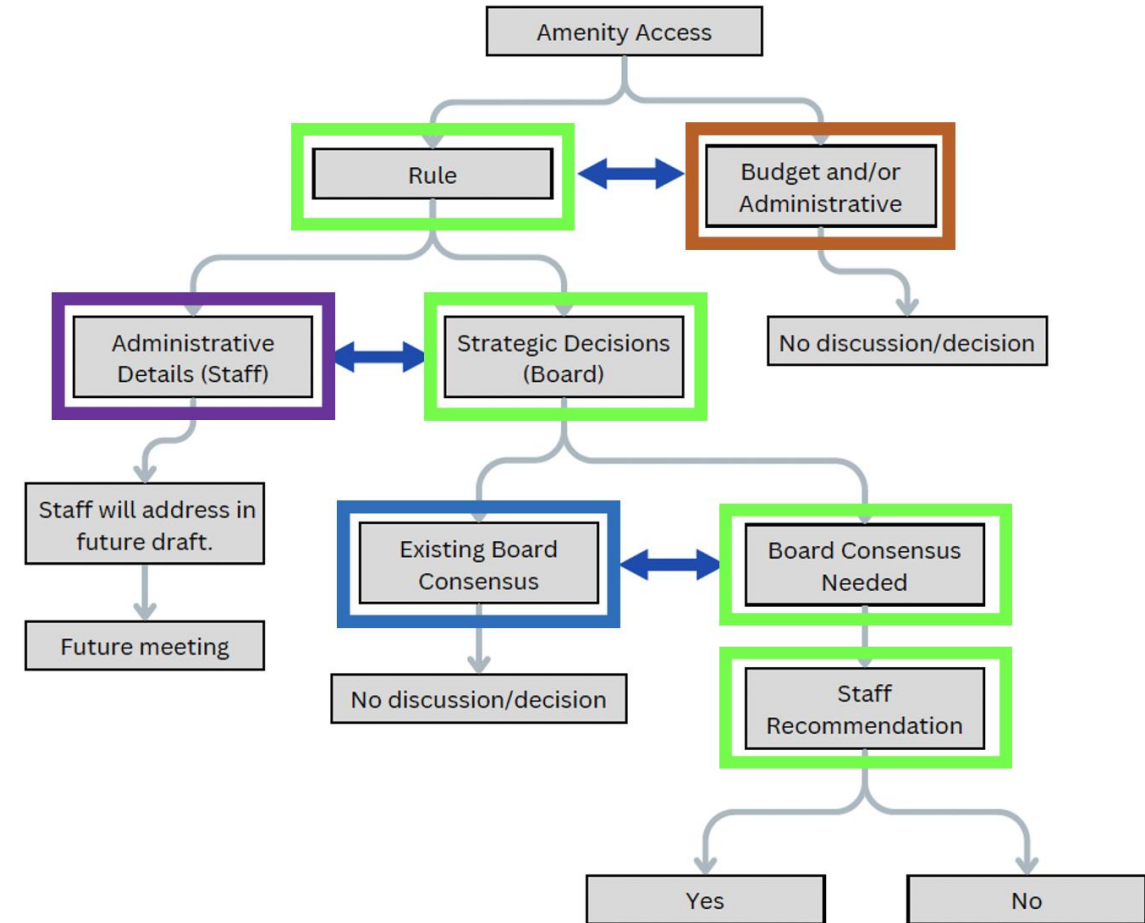 Amenity Access
Rule
Budget and/or
Administrative
Administrative
Details (Staff)
Strategic Decisions
(Board)
No discussion/decision
Staff will address in
future draft.
Existing Board
Consensus
Board Consensus
Needed
Future meeting
No discussion/decision
Staff
Recommendation
Yes
No